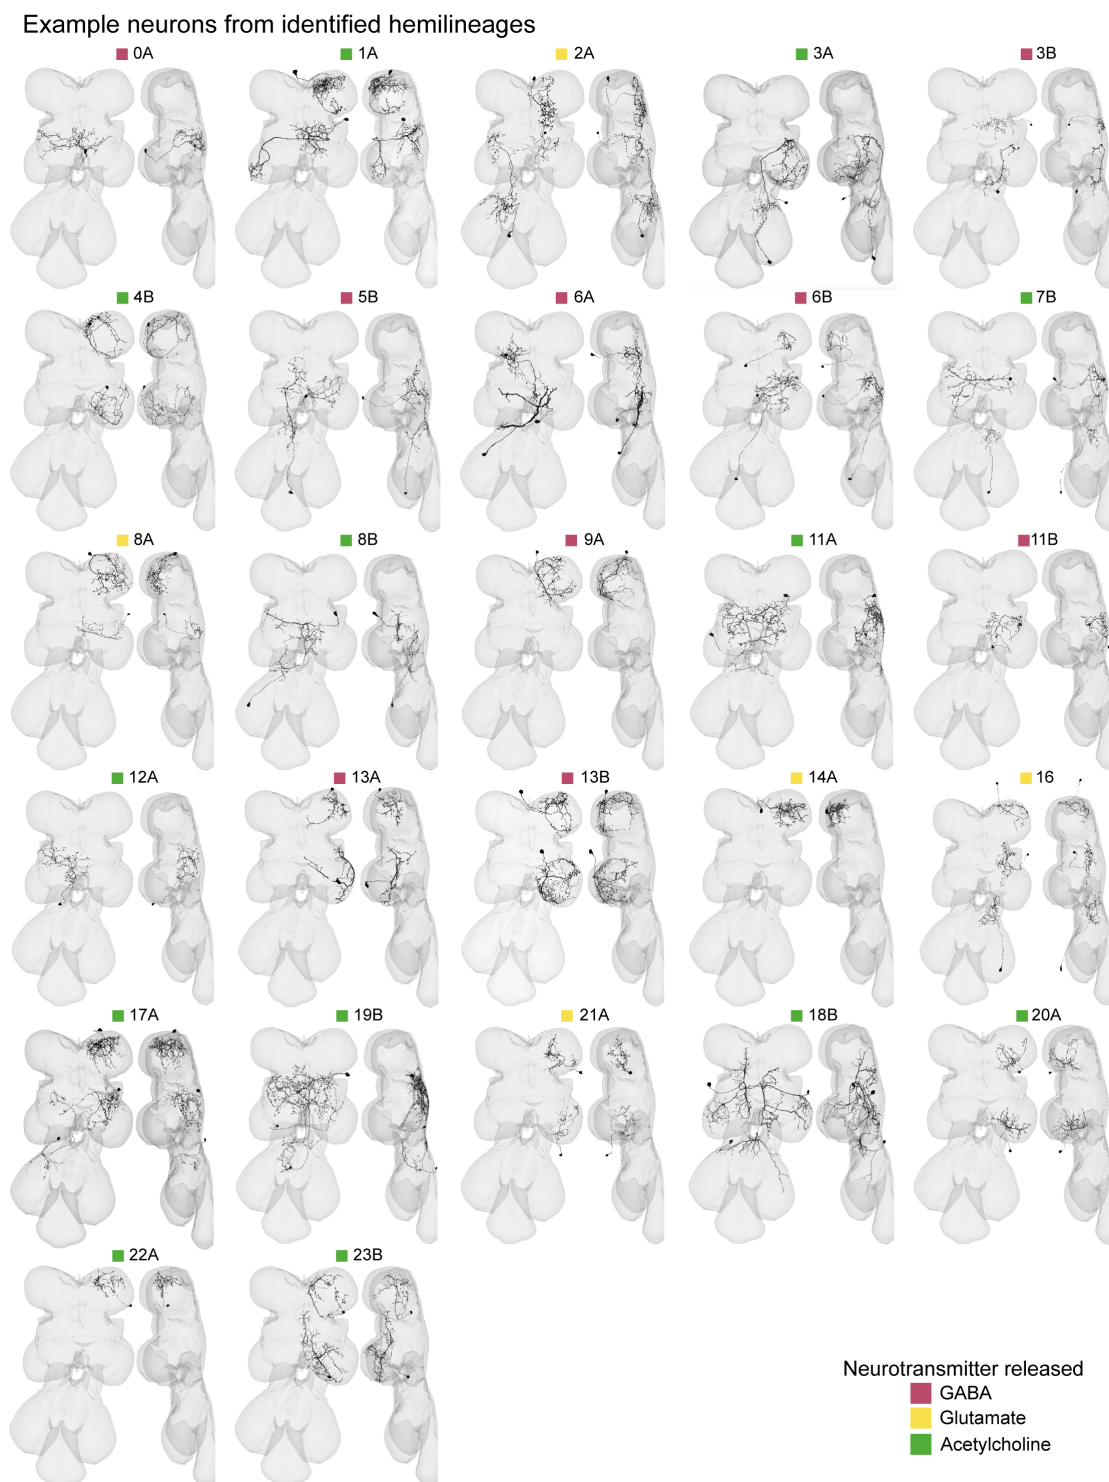 Example neurons from identified hemilineages
0A 1A 2A 3A 3B
4B 5B 6A 6B 7B
8A 8B 9A 11A 11B
12A 13A 13B 14A 16
17A 19B 21A 18B 20A
22A 23B
Neurotransmitter released
GABA
Glutamate
Acetylcholine